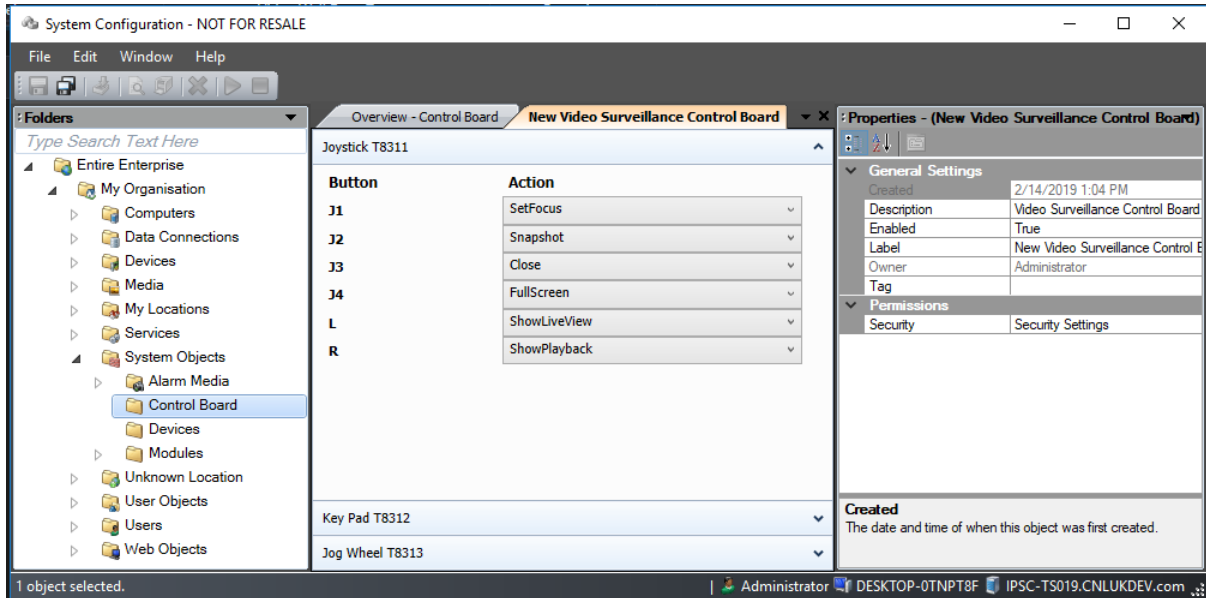 System Configuration - NOT FOR RESALE
File Edit Window Help
Folders
Type Search Text Here
Entire Enterprise
My Organisation
Computers
Data Connections
Devices
Media
My Locations
Services
System Objects
Alarm Media
Control Board
Devices
Modules
Unknown Location
User Objects
Users
Web Objects
Overview - Control Board New Video Surveillance Control Board
Joystick T8311
Button Action
J1 SetFocus
J2 Snapshot
J3 Close
J4 FullScreen
L ShowLiveView
R ShowPlayback
Key Pad T8312
Jog Wheel T8313
Properties - (New Video Surveillance Control Board)
General Settings
Created 2/14/2019 1:04 PM
Description Video Surveillance Control Board
Enabled True
Label New Video Surveillance Control
Owner Administrator
Tag
Permissions
Security Security Settings
Created
The date and time of when this object was first created.
1 object selected. | Administrator DESKTOP-0TNPT8F IPSC-TS019.CNLUKDEV.com